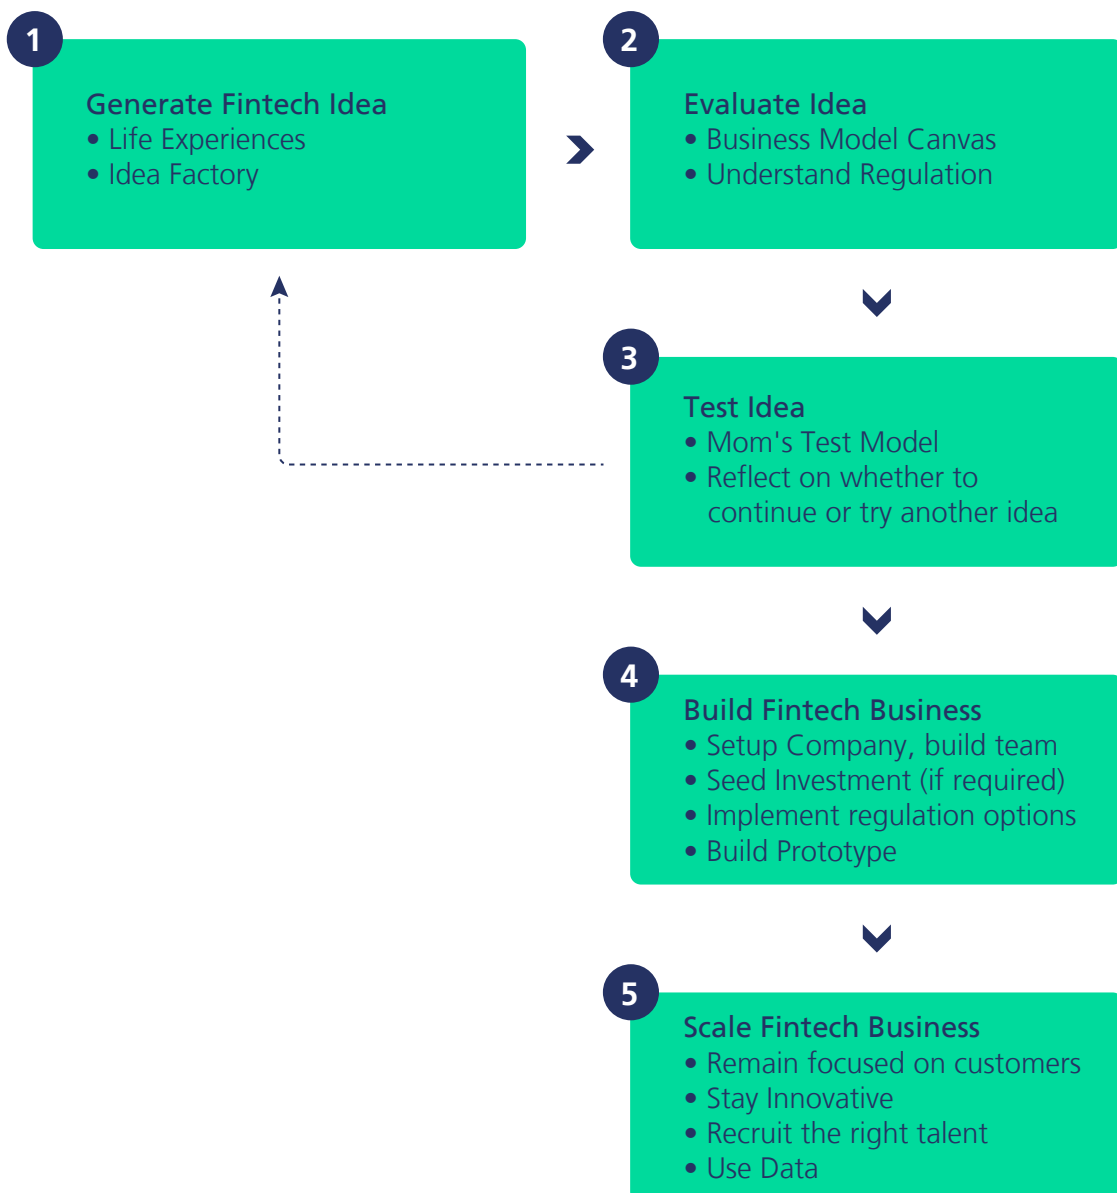 1
Generate Fintech Idea
• Life Experiences
• Idea Factory
2
Evaluate Idea
• Business Model Canvas
• Understand Regulation
3
Test Idea
• Mom's Test Model
• Reflect on whether to
continue or try another idea
4
Build Fintech Business
• Setup Company, build team
• Seed Investment (if required)
• Implement regulation options
• Build Prototype
5
Scale Fintech Business
• Remain focused on customers
• Stay Innovative
• Recruit the right talent
• Use Data